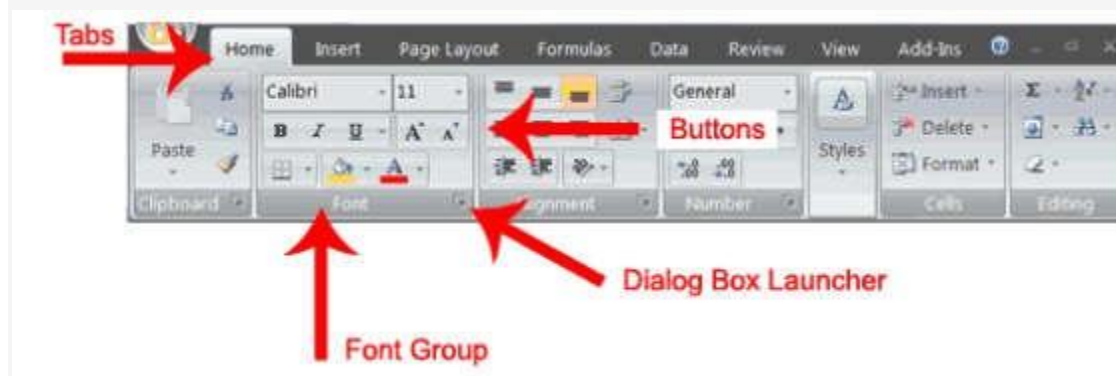 Tabs
Home Insert Page Layout Formulas Data Review View Add-Ins
Calibri 11 General Insert
B I U A A Buttons Delete
Paste Styles Format
Clipboard Font Number Cells Editing
Dialog Box Launcher
Font Group